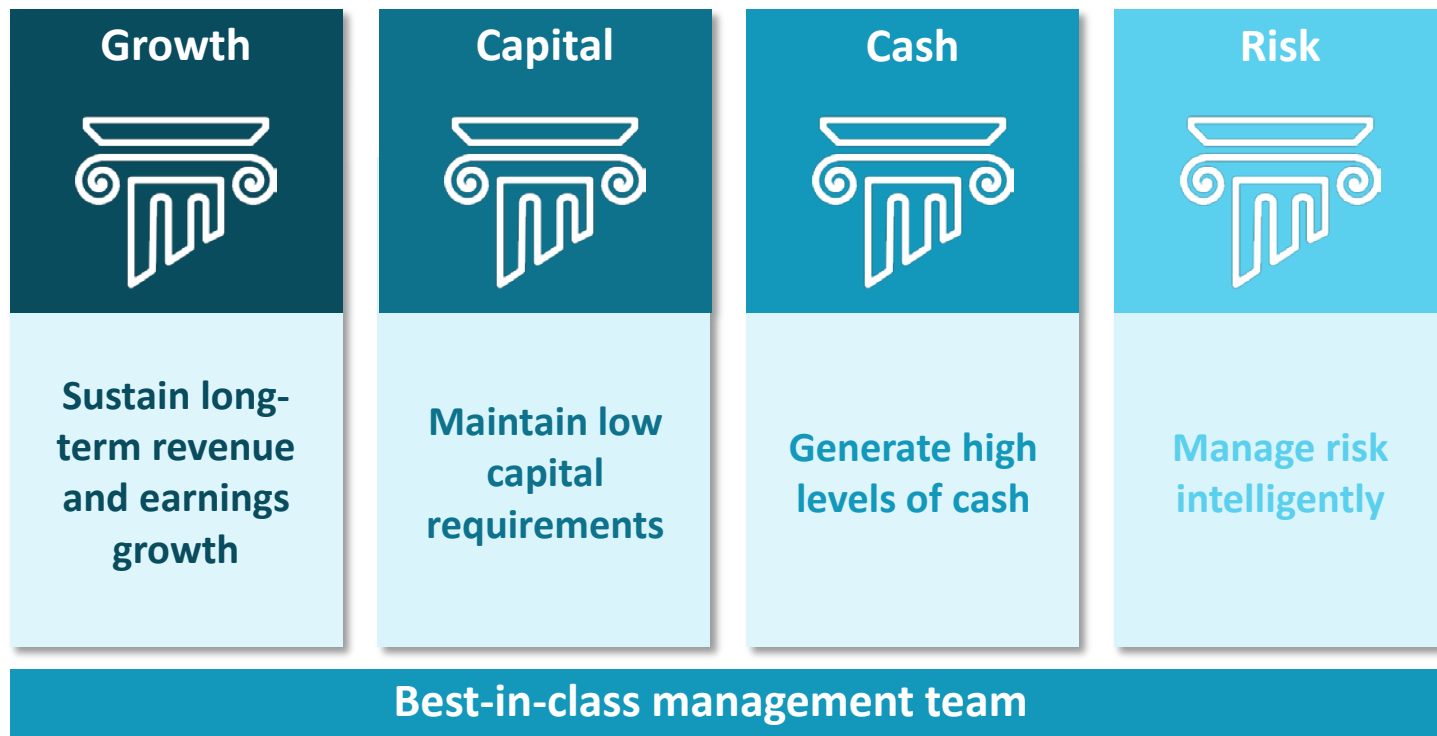 Growth
Sustain long-
term revenue
and earnings
growth
Capital
Maintain low
capital
requirements
Cash
Generate high
levels of cash
Risk
Manage risk
intelligently
Best-in-class management team